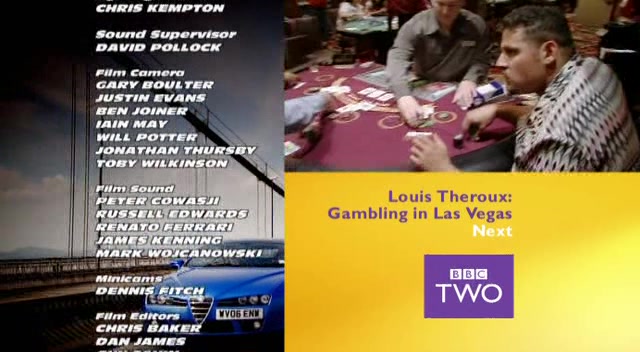 CHRIS KEMPTON
Sound Supervisor
DAVID POLLOCK
Film Camera
GARY BOULTER
JUSTIN EVANS
BEN JOINER
IAIN MAY
WILL POTTER
JONATHAN THURSBY
TOBY WILKINSON
Film Sound
PETER COWASJI
RUSSELL EDWARDS
RENATO FERRARI
JAMES KENNING
MARK WOJCANOWSKI
Minicams
DENNIS FITCH
WV06 ENW
Film Editors
CHRIS BAKER
DAN JAMES
Louis Theroux:
Gambling in Las Vegas
Next
BBC
TWO